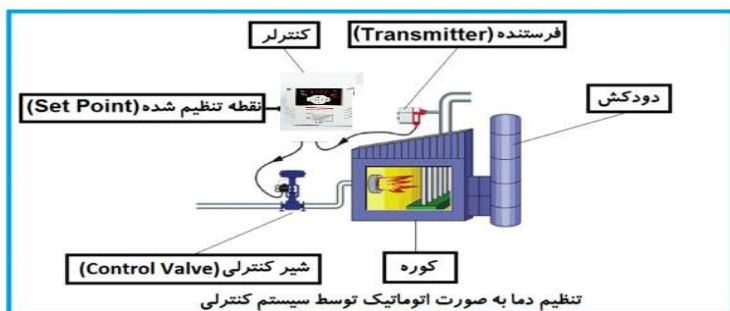 کنترلر
فرستنده (Transmitter)
نقطه تنظیم شده (Set Point)
دودکش
شیر کنترلی (Control Valve)
کوره
تنظیم دما به صورت اتوماتیک توسط سیستم کنترلی